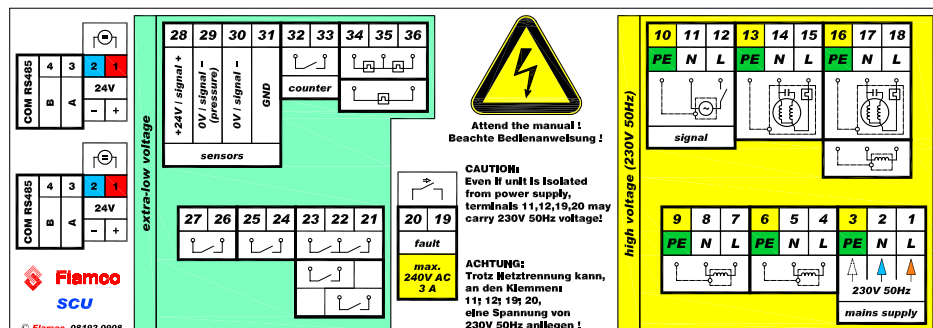 COM RS485
4 3 2 1
B A
24V
- +
COM RS485
4 3 2 1
B A
24V
- +
Flamco
SCU
© Flamco 08192 0908
extra-low voltage
28 29 30 31 32 33 34 35 36
+24V / signal +
0V / signal -
(pressure)
0V / signal -
GND
counter
sensors
27 26 25 24 23 22 21
Attend the manual !
Beachte Bedienanweisung !
CAUTION:
Even if unit is isolated
from power supply,
terminals 11,12,19,20 may
carry 230V 50Hz voltage!
20 19
fault
max.
240V AC
3 A
ACHTUNG:
Trotz Netztrennung kann,
an den Klemmen:
11; 12; 19; 20,
eine Spannung von
230V 50Hz anliegen !
high voltage (230V 50Hz)
10 11 12 13 14 15 16 17 18
PE N L PE N L PE N L
signal
9 8 7 6 5 4 3 2 1
PE N L PE N L PE N L
230V 50Hz
mains supply